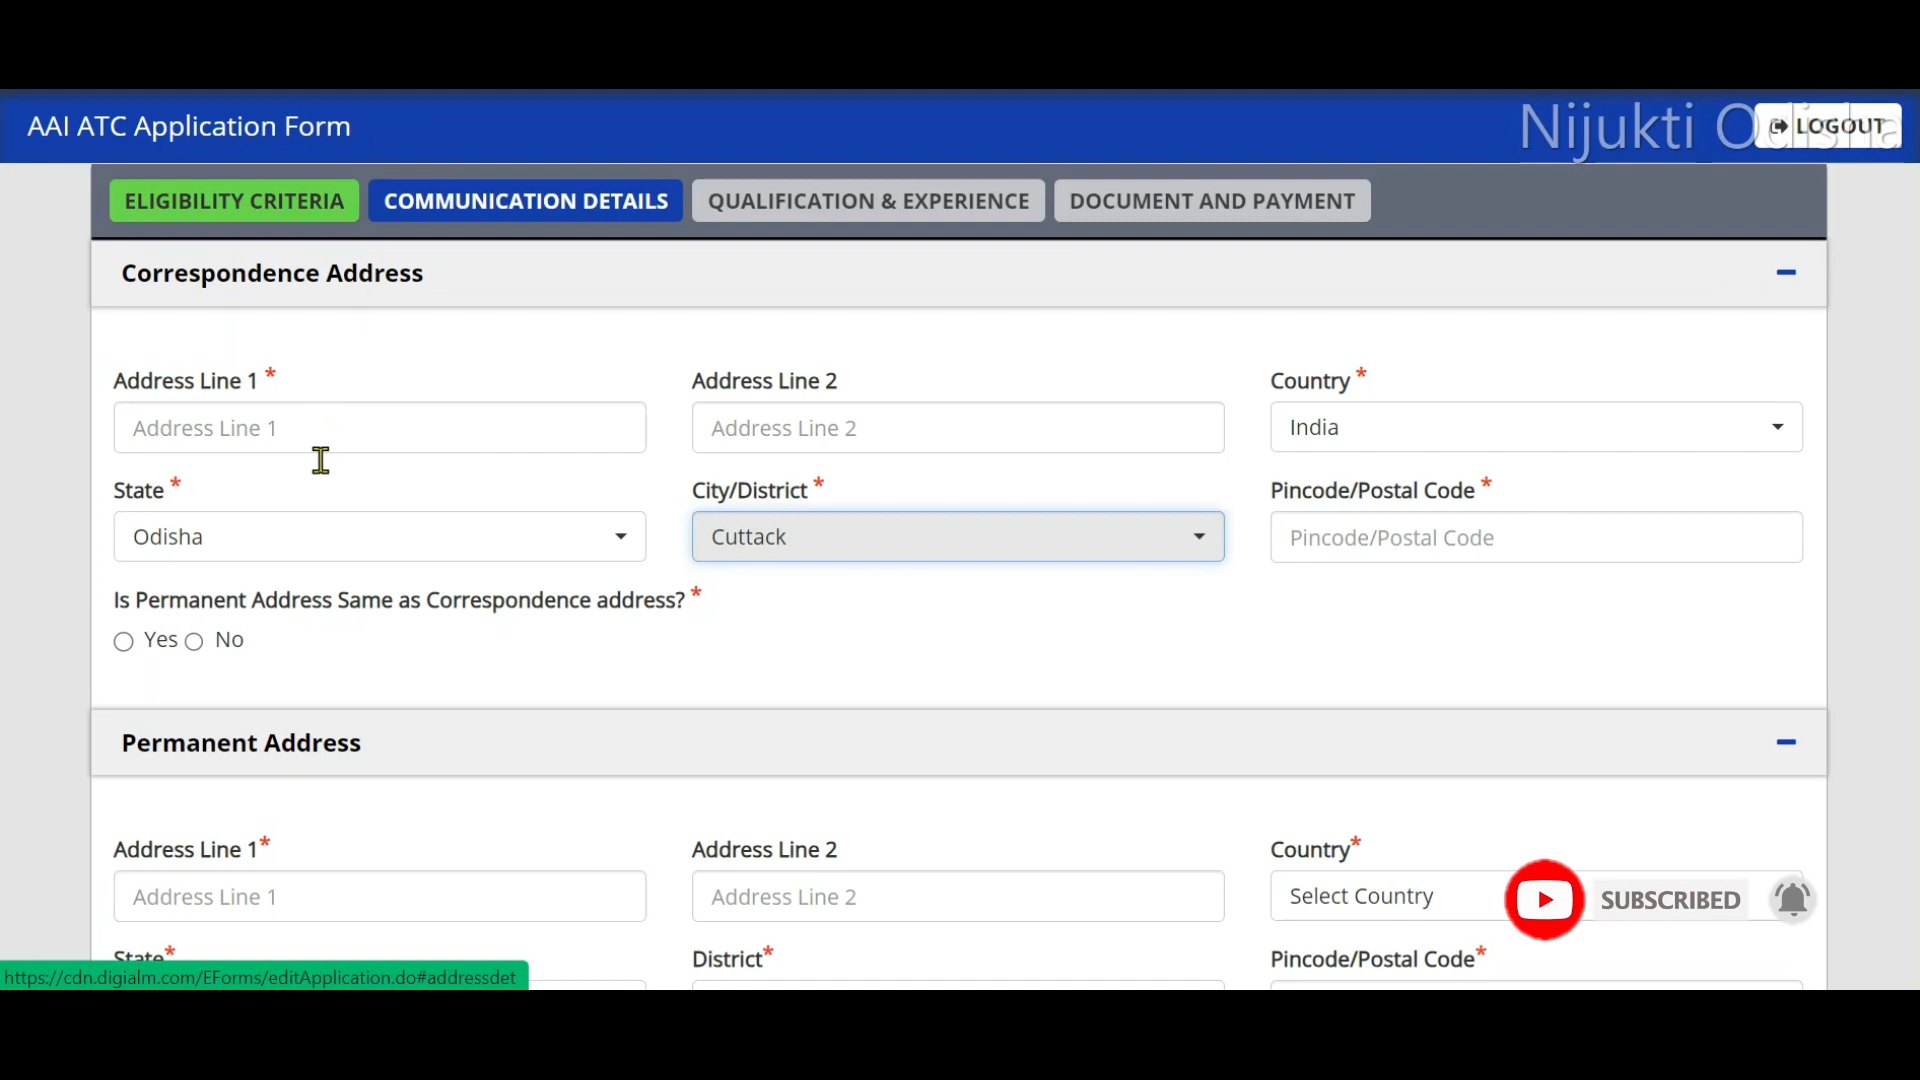 AAI ATC Application Form
Nijukti Odisha
LOGOUT
ELIGIBILITY CRITERIA COMMUNICATION DETAILS QUALIFICATION & EXPERIENCE DOCUMENT AND PAYMENT
Correspondence Address
Address Line 1 * Address Line 2 Country *
Address Line 1 Address Line 2 India
State * City/District * Pincode/Postal Code *
Odisha Cuttack Pincode/Postal Code
Is Permanent Address Same as Correspondence address? *
Yes No
Permanent Address
Address Line 1* Address Line 2 Country*
Address Line 1 Address Line 2 Select Country
SUBSCRIBED
State* District* Pincode/Postal Code*
https://cdn.digialm.com/EForms/editApplication.do#addressdet